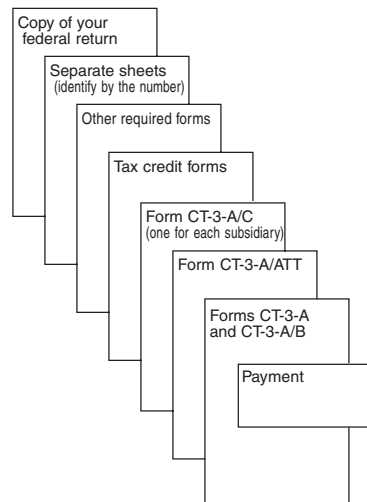 Copy of your
federal return
Separate sheets
(identify by the number)
Other required forms
Tax credit forms
Form CT-3-A/C
(one for each subsidiary)
Form CT-3-A/ATT
Forms CT-3-A
and CT-3-A/B
Payment